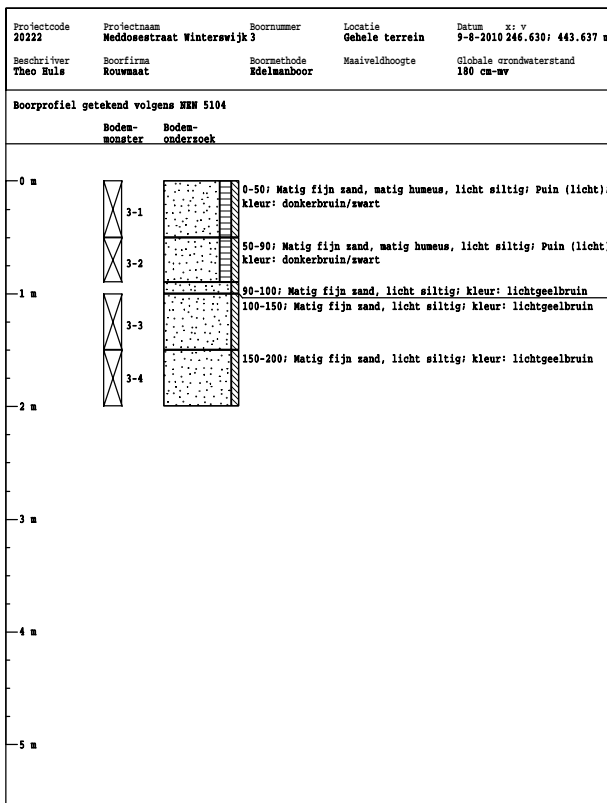 Projectcode Projectnaam Boornummer Locatie Datum x; y
20222 Neddosestraat Winterswijk 3 Gehele terrein 9-8-2010 246.630; 443.637 m
Beschrijver Boorfirma Boormethode Maaiveldhoogte Globale grondwaterstand
Theo Huls Rouwmaat Edelmanboor 180 cm-mv
Boorprofiel getekend volgens NEN 5104
Bodem- Bodem-
monster onderzoek
0 m
0-50; Matig fijn zand, matig humeus, licht siltig; Puin (licht);
3-1 kleur: donkerbruin/zwart
50-90; Matig fijn zand, matig humeus, licht siltig; Puin (licht)
3-2 kleur: donkerbruin/zwart
90-100; Matig fijn zand, licht siltig; kleur: lichtgeelbruin
1 m
100-150; Matig fijn zand, licht siltig; kleur: lichtgeelbruin
3-3
150-200; Matig fijn zand, licht siltig; kleur: lichtgeelbruin
3-4
2 m
3 m
4 m
5 m